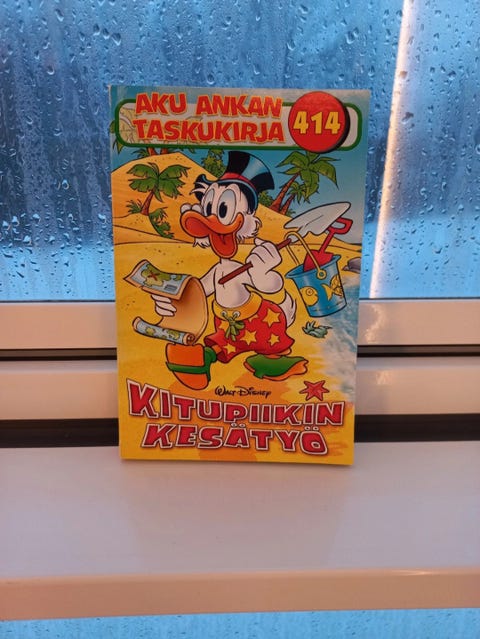 AKU ANKAN
TASKUKIRJA
414
WALT DISNEY
KITUPIIKIN
KESÄTYÖ